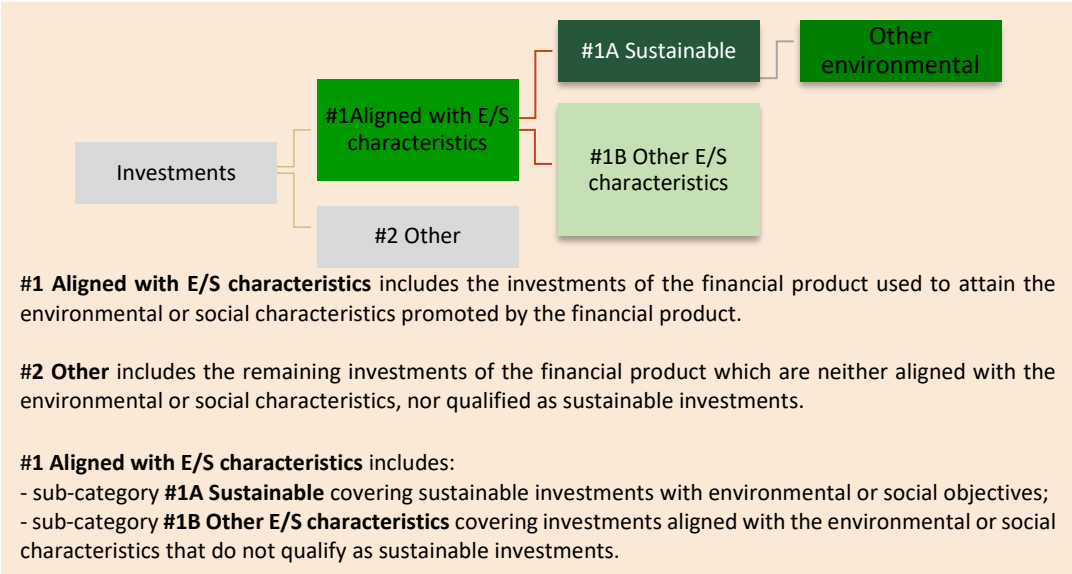 #1A Sustainable
Other
environmental
#1Aligned with E/S
characteristics
#1B Other E/S
characteristics
Investments
#2 Other
#1 Aligned with E/S characteristics includes the investments of the financial product used to attain the
environmental or social characteristics promoted by the financial product.
#2 Other includes the remaining investments of the financial product which are neither aligned with the
environmental or social characteristics, nor qualified as sustainable investments.
#1 Aligned with E/S characteristics includes:
- sub-category #1A Sustainable covering sustainable investments with environmental or social objectives;
- sub-category #1B Other E/S characteristics covering investments aligned with the environmental or social
characteristics that do not qualify as sustainable investments.